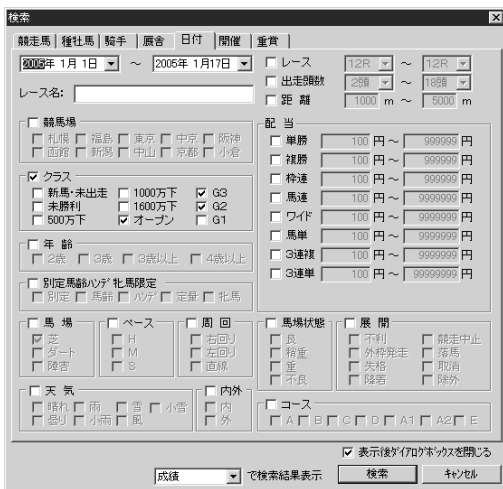 検索
競走馬 種牡馬 騎手 厩舎 日付 開催 重賞
2005年 1月 1日 ～ 2005年 1月17日
レース 12R ～ 12R
出走頭数 2頭 ～ 18頭
レース名:
距 離 1000 m ～ 5000 m
競馬場
札幌 福島 東京 中京 阪神
函館 新潟 中山 京都 小倉
クラス
新馬・未出走 1000万下 G3
未勝利 1600万下 G2
500万下 オープン G1
年 齢
2歳 3歳 3歳以上 4歳以上
別定馬齢ハンデ牝馬限定
別定 馬齢 ハンデ 定量 牝馬
配 当
単勝 100 円～ 999999 円
複勝 100 円～ 999999 円
枠連 100 円～ 9999999 円
馬連 100 円～ 9999999 円
ワイド 100 円～ 9999999 円
馬単 100 円～ 9999999 円
3連複 100 円～ 9999999 円
3連単 100 円～ 99999999 円
馬 場
芝
ダート
障害
ペース
H
M
S
周 回
右回り
左回り
直線
馬場状態
良
稍重
重
不良
展 開
不利 競走中止
外枠発走 落馬
失格 取消
降着 除外
天 気
晴れ 雨 雪 小雪
曇り 小雨 風
内外
内
外
コース
A B C D A1 A2 E
表示後ダイアログボックスを閉じる
成績 で検索結果表示 検索 キャンセル